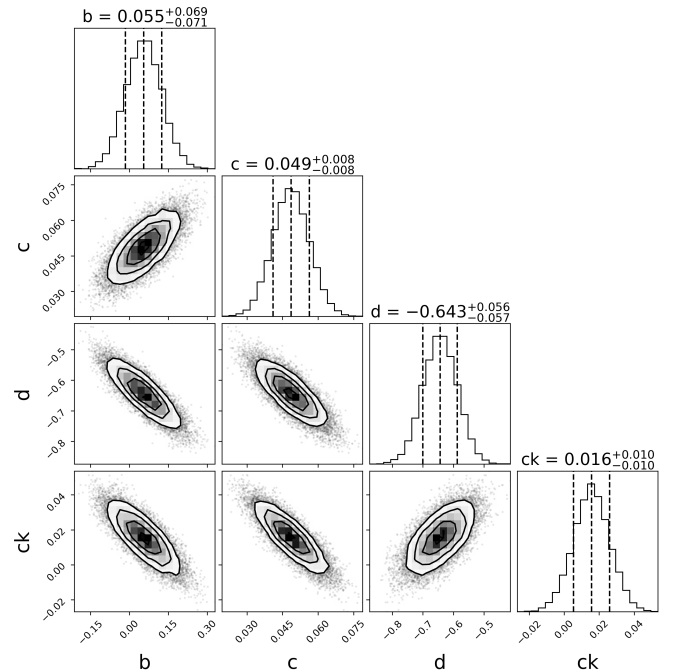 b = 0.055+0.069 −0.071
c = 0.049+0.008 −0.008
c
0.075
0.060
0.045
0.030
d = −0.643+0.056 −0.057
d
−0.5
−0.6
−0.7
−0.8
ck = 0.016+0.010 −0.010
ck
0.04
0.02
0.00
−0.02
−0.15 0.00 0.15 0.30
0.030 0.045 0.060 0.075
−0.8 −0.7 −0.6 −0.5
−0.02 0.00 0.02 0.04
b c d ck